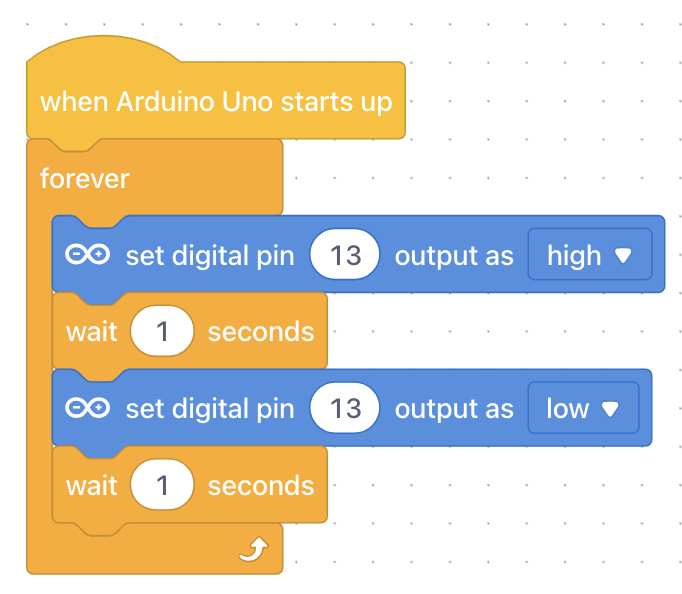 when Arduino Uno starts up
forever
set digital pin 13 output as high
wait 1 seconds
set digital pin 13 output as low
wait 1 seconds